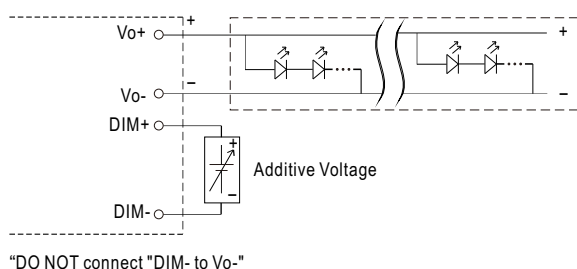 Vo+
+
+
Vo-
−
−
DIM+
+
Additive Voltage
−
DIM-
“DO NOT connect "DIM- to Vo-"